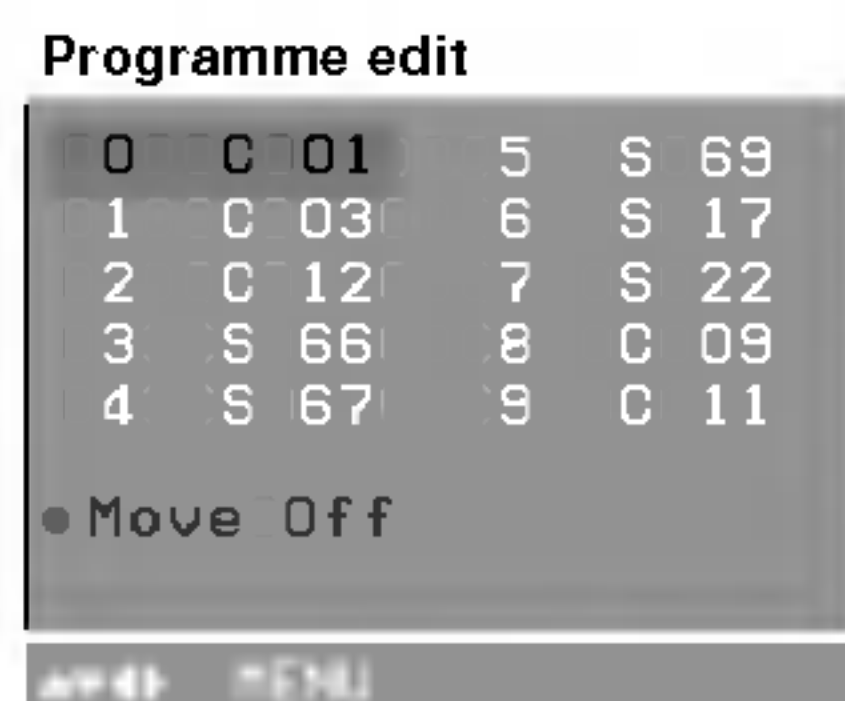 Programme edit
0 C 01 5 S 69
1 C 03 6 S 17
2 C 12 7 S 22
3 S 66 8 C 09
4 S 67 9 C 11
Move Off
MENU